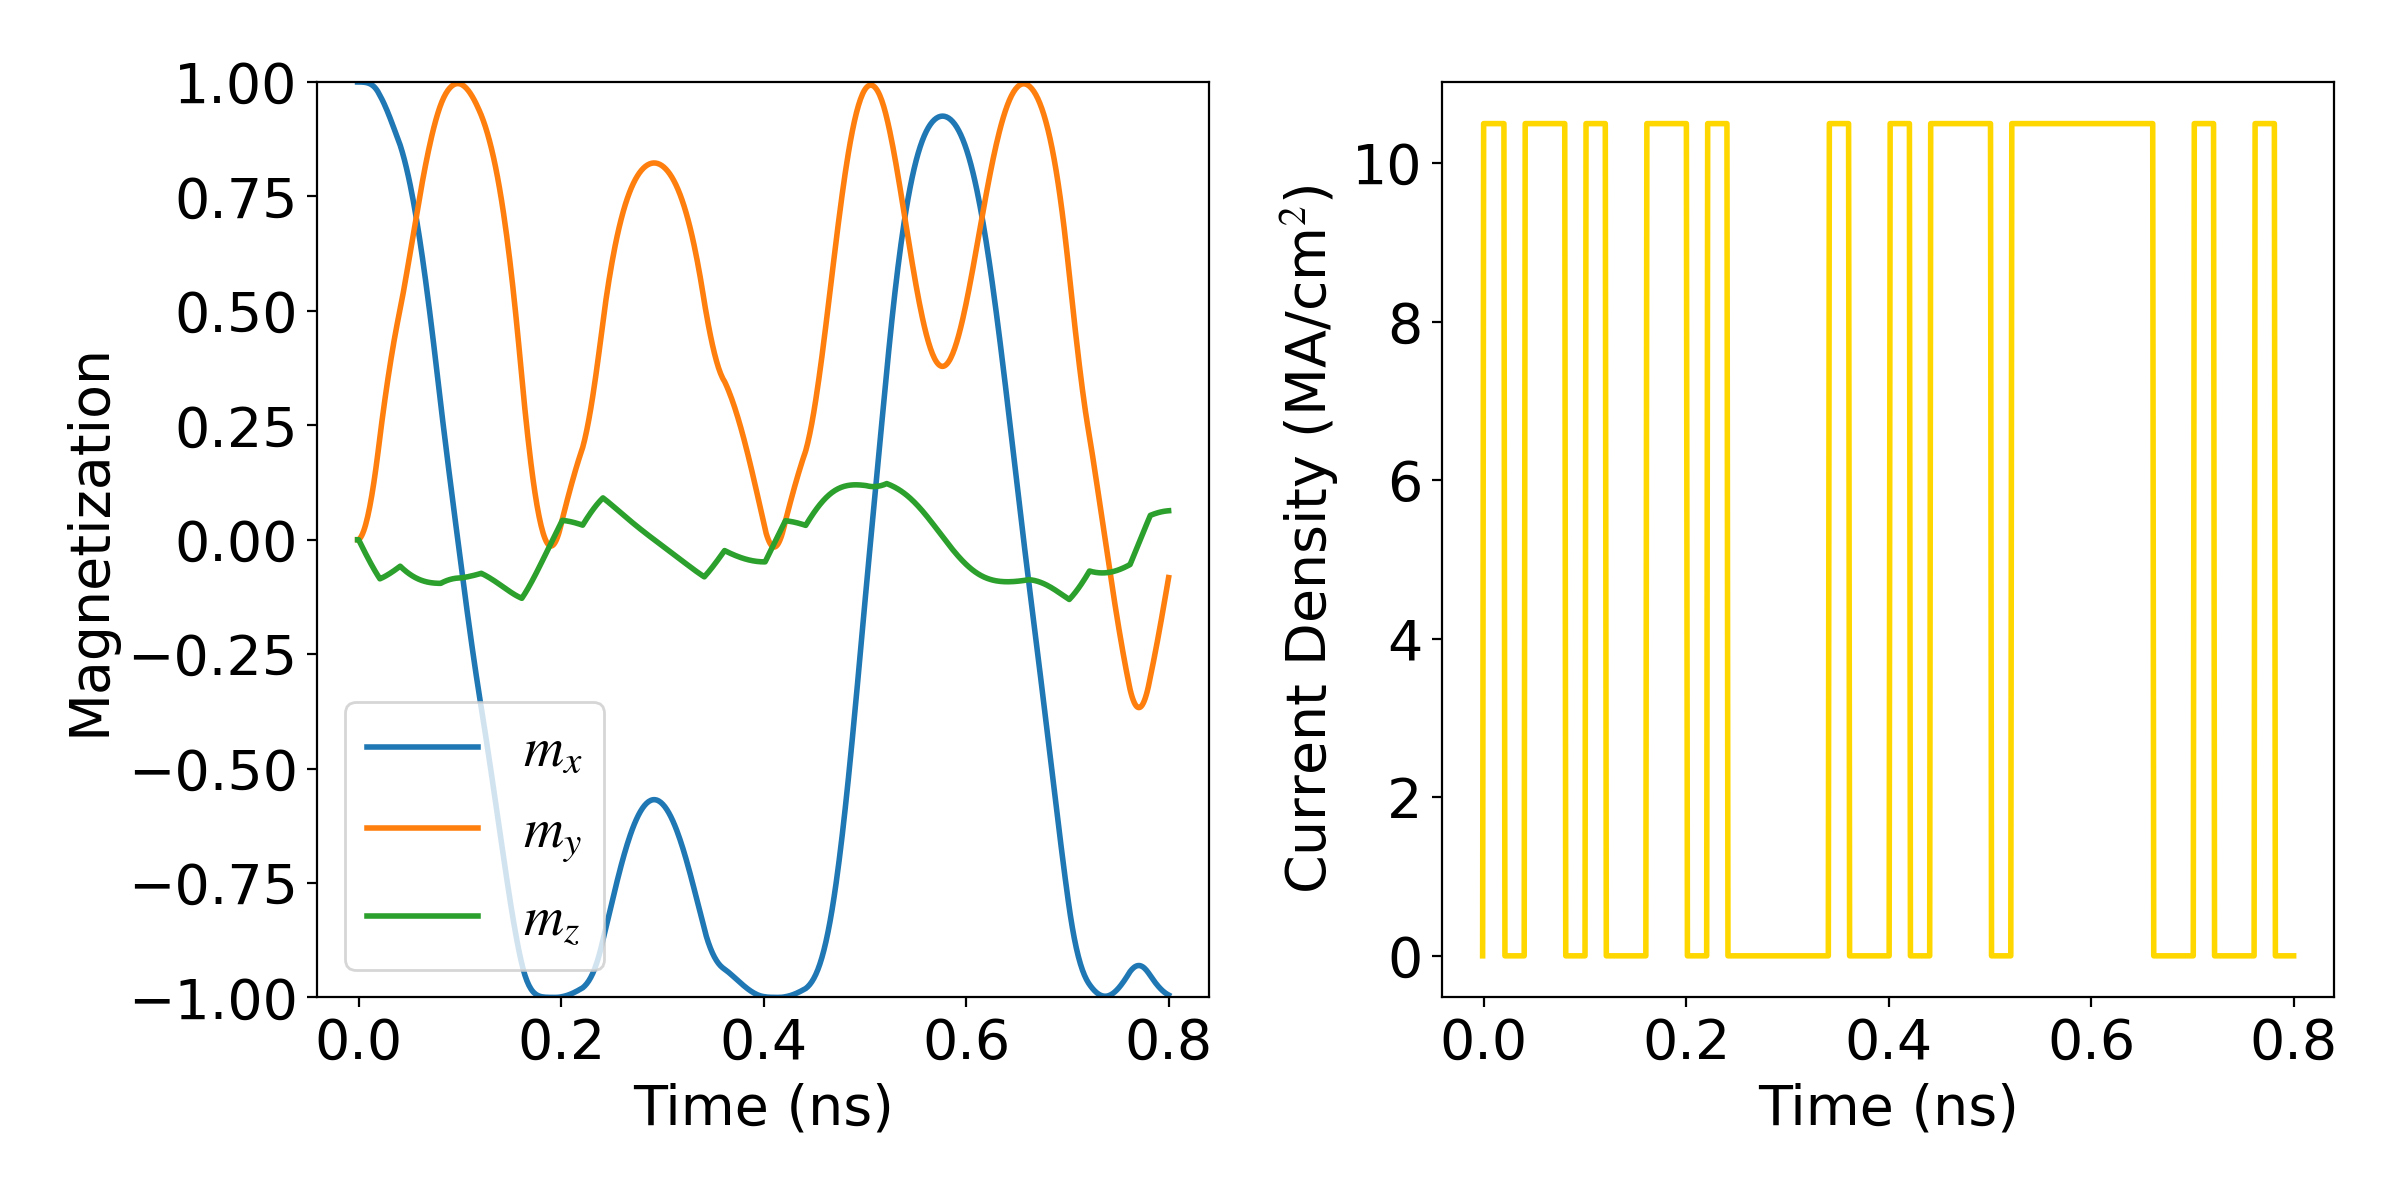 1.00
0.75
0.50
0.25
0.00
−0.25
−0.50
−0.75
−1.00
Magnetization
m_x
m_y
m_z
0.0 0.2 0.4 0.6 0.8
Time (ns)
10
8
6
4
2
0
Current Density (MA/cm²)
0.0 0.2 0.4 0.6 0.8
Time (ns)